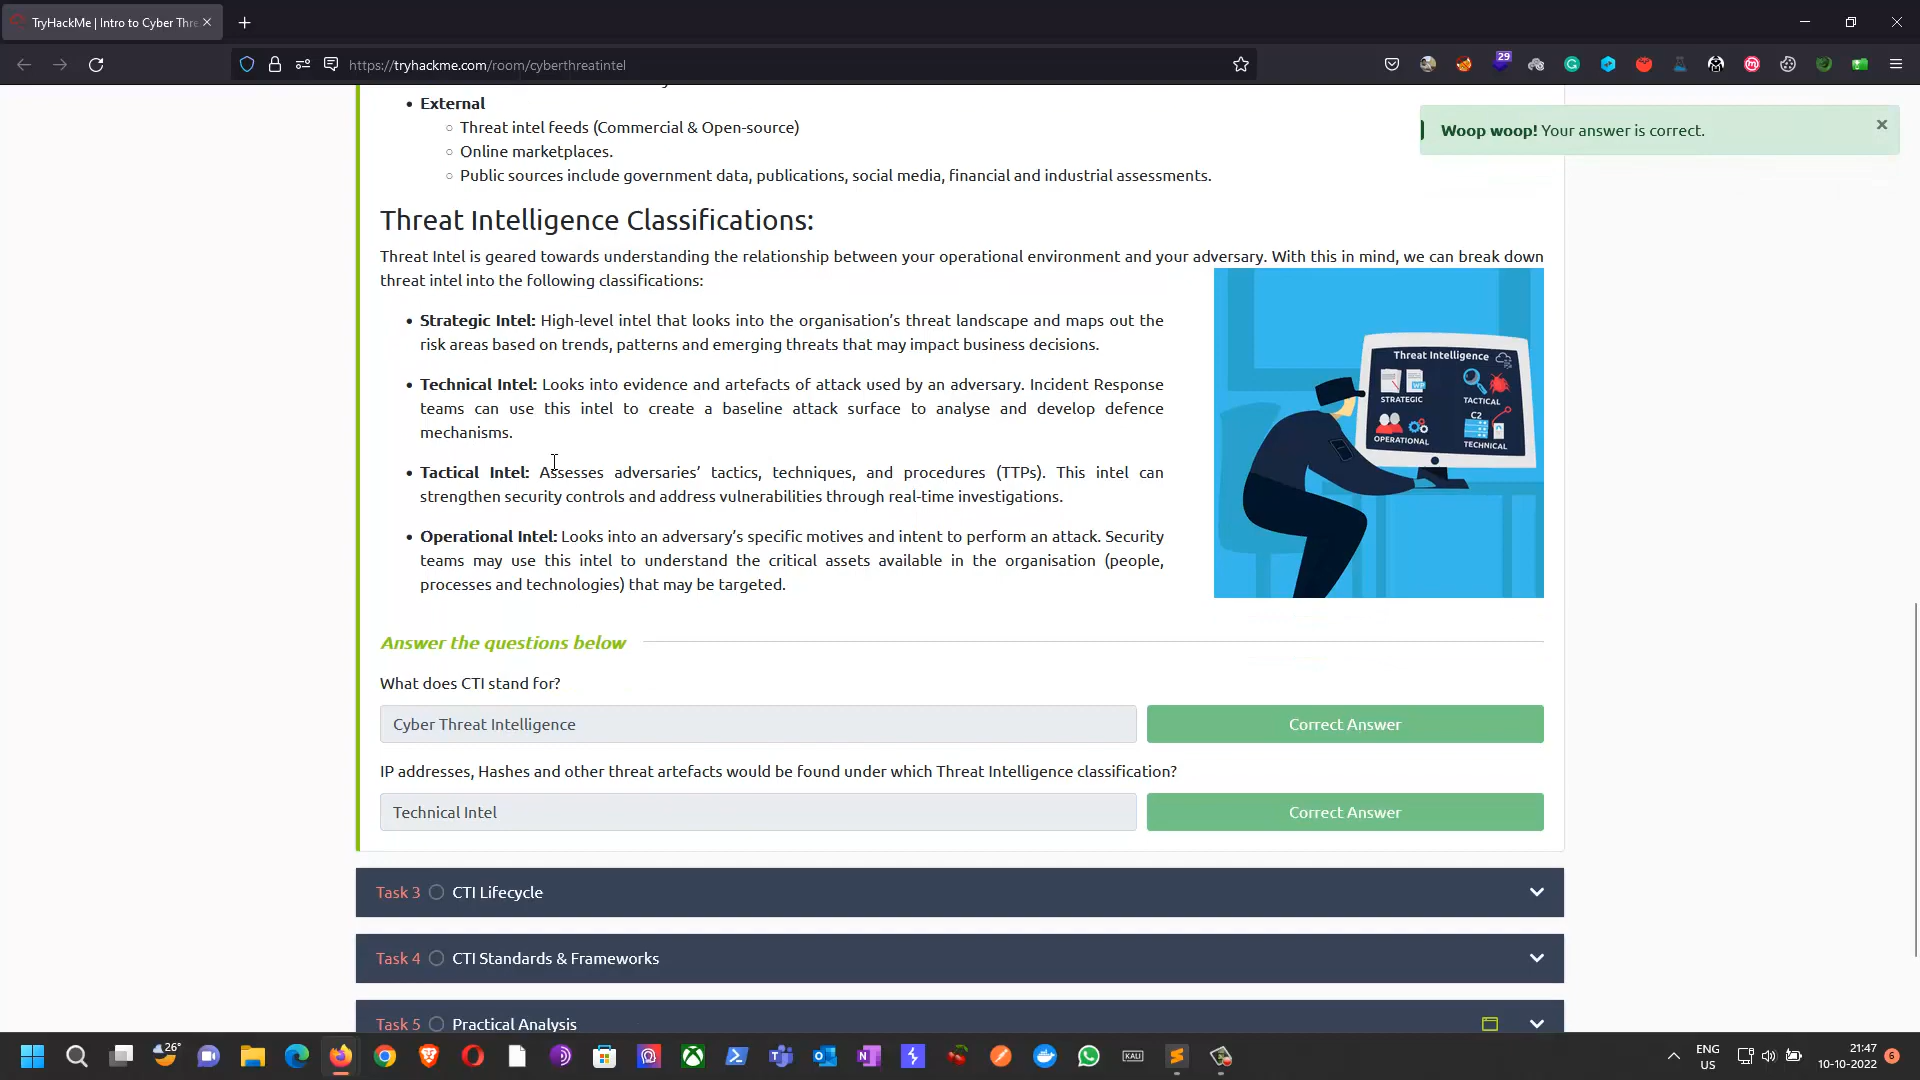 TryHackMe | Intro to Cyber Thre
https://tryhackme.com/room/cyberthreatintel
29
• External
Woop woop! Your answer is correct.
○ Threat intel feeds (Commercial & Open-source)
○ Online marketplaces.
○ Public sources include government data, publications, social media, financial and industrial assessments.
Threat Intelligence Classifications:
Threat Intel is geared towards understanding the relationship between your operational environment and your adversary. With this in mind, we can break down
threat intel into the following classifications:
• Strategic Intel: High-level intel that looks into the organisation’s threat landscape and maps out the
risk areas based on trends, patterns and emerging threats that may impact business decisions.
• Technical Intel: Looks into evidence and artefacts of attack used by an adversary. Incident Response
teams can use this intel to create a baseline attack surface to analyse and develop defence
mechanisms.
• Tactical Intel: Assesses adversaries’ tactics, techniques, and procedures (TTPs). This intel can
strengthen security controls and address vulnerabilities through real-time investigations.
• Operational Intel: Looks into an adversary’s specific motives and intent to perform an attack. Security
teams may use this intel to understand the critical assets available in the organisation (people,
processes and technologies) that may be targeted.
Threat Intelligence
WP
STRATEGIC
TACTICAL
C2
OPERATIONAL
TECHNICAL
Answer the questions below
What does CTI stand for?
Cyber Threat Intelligence
Correct Answer
IP addresses, Hashes and other threat artefacts would be found under which Threat Intelligence classification?
Technical Intel
Correct Answer
Task 3 CTI Lifecycle
Task 4 CTI Standards & Frameworks
Task 5 Practical Analysis
26°
KALI
ENG
US
21:47
10-10-2022
6